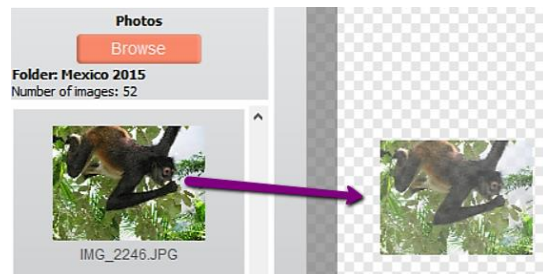 Photos
Browse
Folder: Mexico 2015
Number of images: 52
IMG_2246.JPG